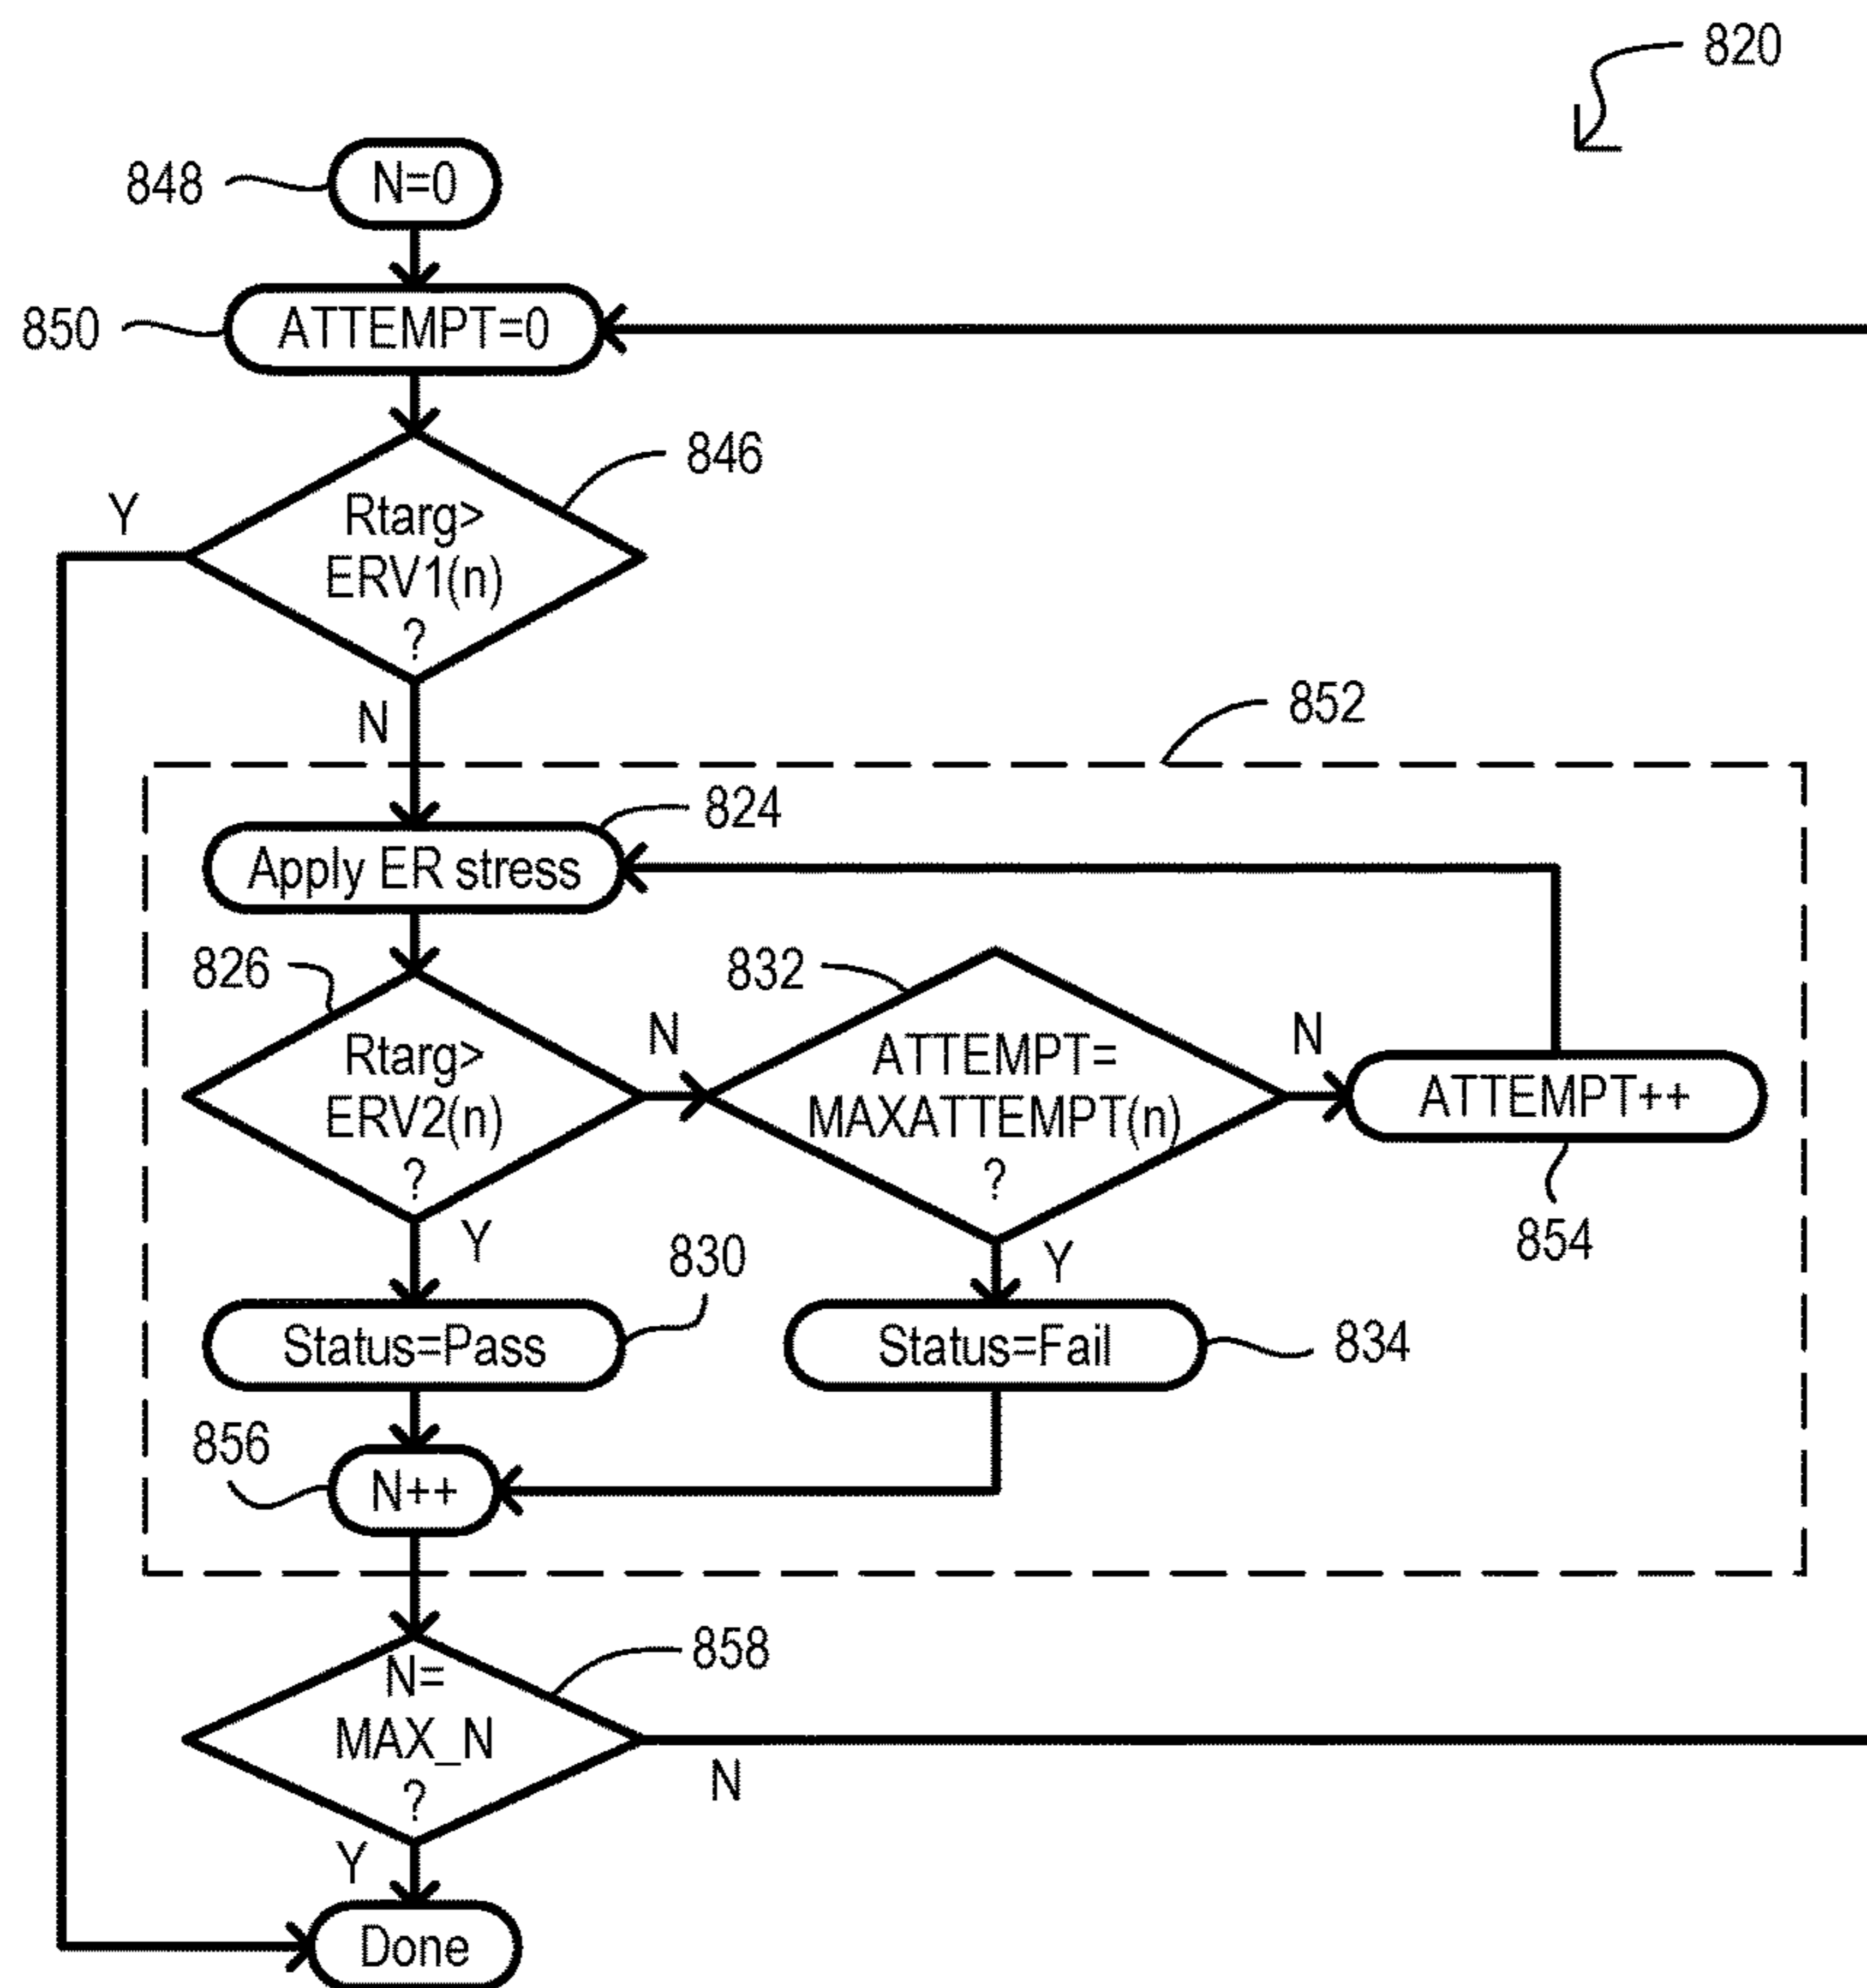 820
848
N=0
850
ATTEMPT=0
846
Y
Rtarg>
ERV1(n)
?
N
852
824
Apply ER stress
826
832
Rtarg>
ERV2(n)
?
N
ATTEMPT=
MAXATTEMPT(n)
?
N
ATTEMPT++
854
Y
830
Y
Status=Pass
Status=Fail
834
856
N++
858
N=
MAX_N
?
N
Y
Done